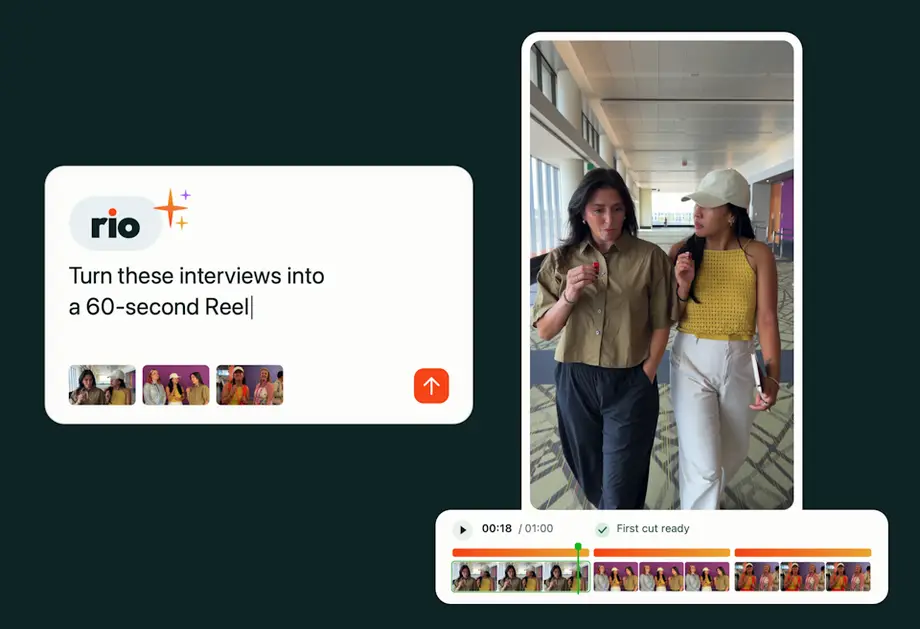 rio
Turn these interviews into
a 60-second Reel
00:18 / 01:00
First cut ready